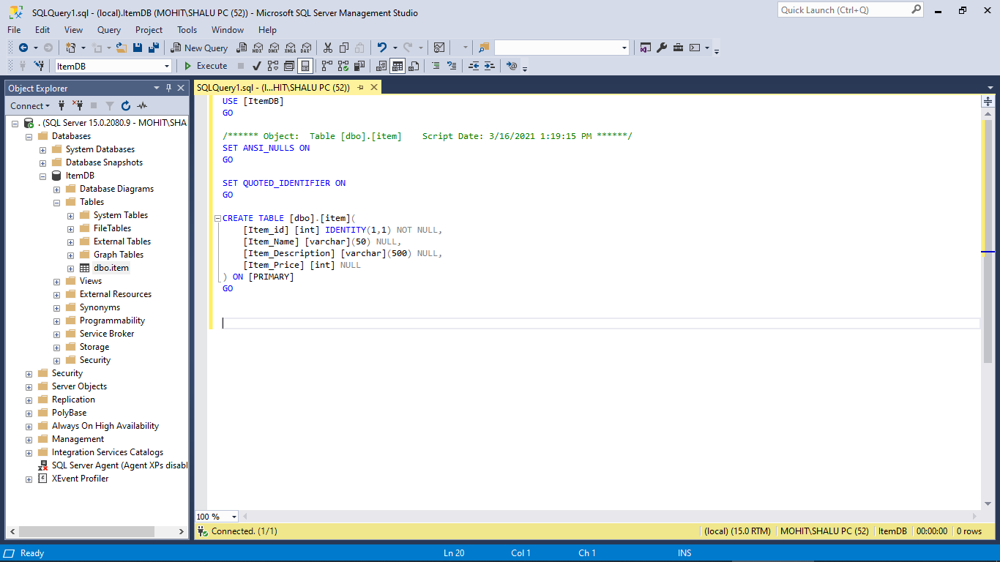 SQLQuery1.sql - (local).ItemDB (MOHIT\SHALU PC (52)) - Microsoft SQL Server Management Studio
Quick Launch (Ctrl+Q)
File Edit View Query Project Tools Window Help
New Query
MDX DMX XMLA DAX
ItemDB
Execute
Object Explorer
Connect
. (SQL Server 15.0.2080.9 - MOHIT\SHA
Databases
System Databases
Database Snapshots
ItemDB
Database Diagrams
Tables
System Tables
FileTables
External Tables
Graph Tables
dbo.item
Views
External Resources
Synonyms
Programmability
Service Broker
Storage
Security
Security
Server Objects
Replication
PolyBase
Always On High Availability
Management
Integration Services Catalogs
SQL Server Agent (Agent XPs disabl
XEvent Profiler
SQLQuery1.sql - (l...HIT\SHALU PC (52))
USE [ItemDB]
GO
/****** Object:  Table [dbo].[item]    Script Date: 3/16/2021 1:19:15 PM ******/
SET ANSI_NULLS ON
GO
SET QUOTED_IDENTIFIER ON
GO
CREATE TABLE [dbo].[item](
[Item_id] [int] IDENTITY(1,1) NOT NULL,
[Item_Name] [varchar](50) NULL,
[Item_Description] [varchar](500) NULL,
[Item_Price] [int] NULL
) ON [PRIMARY]
GO
100 %
Connected. (1/1)
(local) (15.0 RTM) MOHIT\SHALU PC (52) ItemDB 00:00:00 0 rows
Ready
Ln 20 Col 1 Ch 1 INS